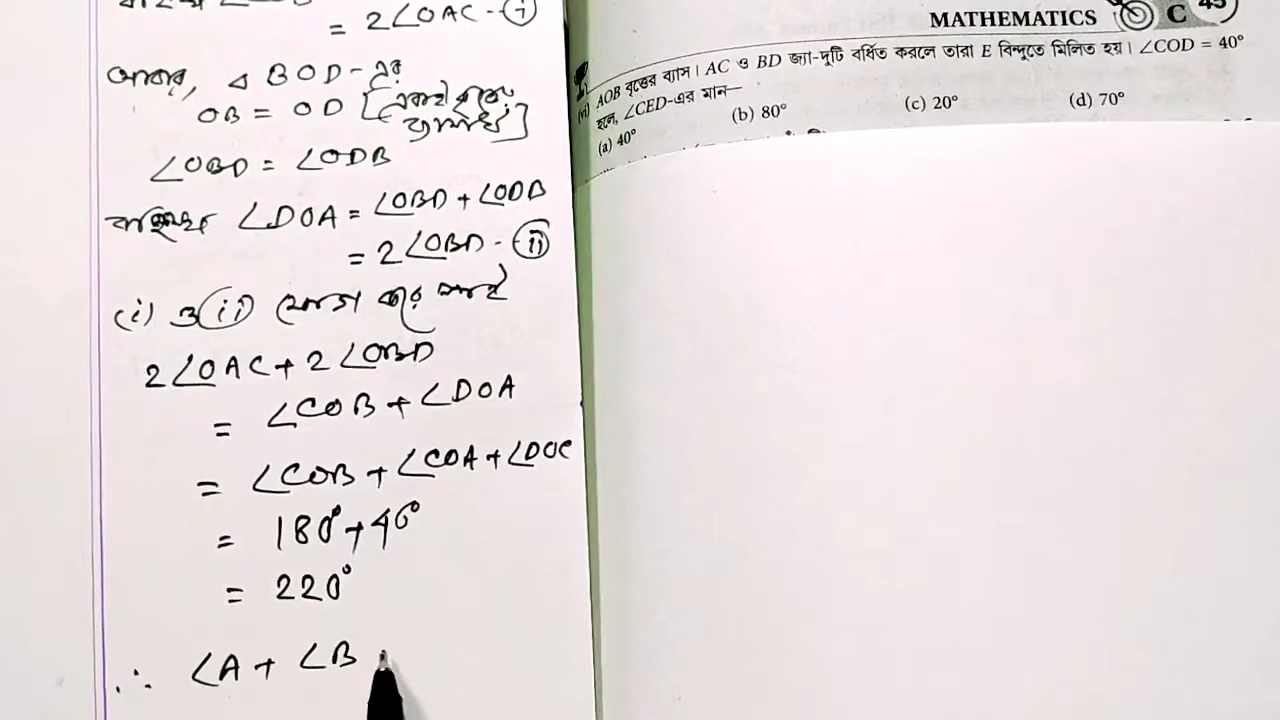 = 2∠OAC - (i)
আবার, △ BOD-এর
OB = OD [একই বৃত্তের
ব্যাসার্ধ]
∠OBD = ∠ODB
বহিঃস্থ ∠DOA = ∠OBD + ∠ODB
= 2∠OBD - (ii)
(i) ও (ii) যোগ করে পাই
2∠OAC + 2∠OBD
= ∠COB + ∠DOA
= ∠COB + ∠COA + ∠DOC
= 180° + 40°
= 220°
∴ ∠A + ∠B
MATHEMATICS C 45
(vi) AOB বৃত্তের ব্যাস। AC ও BD জ্যা-দুটি বর্ধিত করলে তারা E বিন্দুতে মিলিত হয়। ∠COD = 40°
হলে, ∠CED-এর মান—
(a) 40° (b) 80° (c) 20° (d) 70°